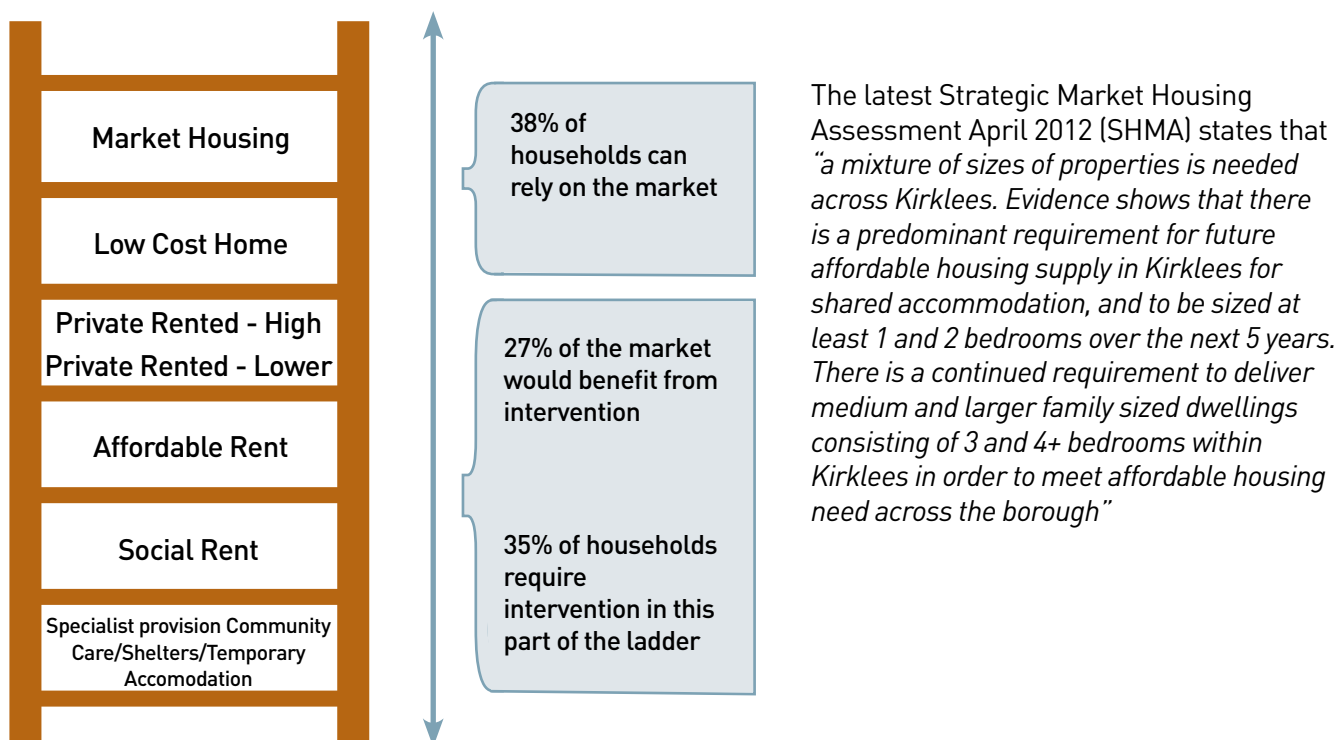 Market Housing
Low Cost Home
Private Rented - High
Private Rented - Lower
Affordable Rent
Social Rent
Specialist provision Community
Care/Shelters/Temporary
Accomodation
38% of
households can
rely on the market
27% of the market
would benefit from
intervention
35% of households
require
intervention in this
part of the ladder
The latest Strategic Market Housing
Assessment April 2012 (SHMA) states that
“a mixture of sizes of properties is needed
across Kirklees. Evidence shows that there
is a predominant requirement for future
affordable housing supply in Kirklees for
shared accommodation, and to be sized at
least 1 and 2 bedrooms over the next 5 years.
There is a continued requirement to deliver
medium and larger family sized dwellings
consisting of 3 and 4+ bedrooms within
Kirklees in order to meet affordable housing
need across the borough”